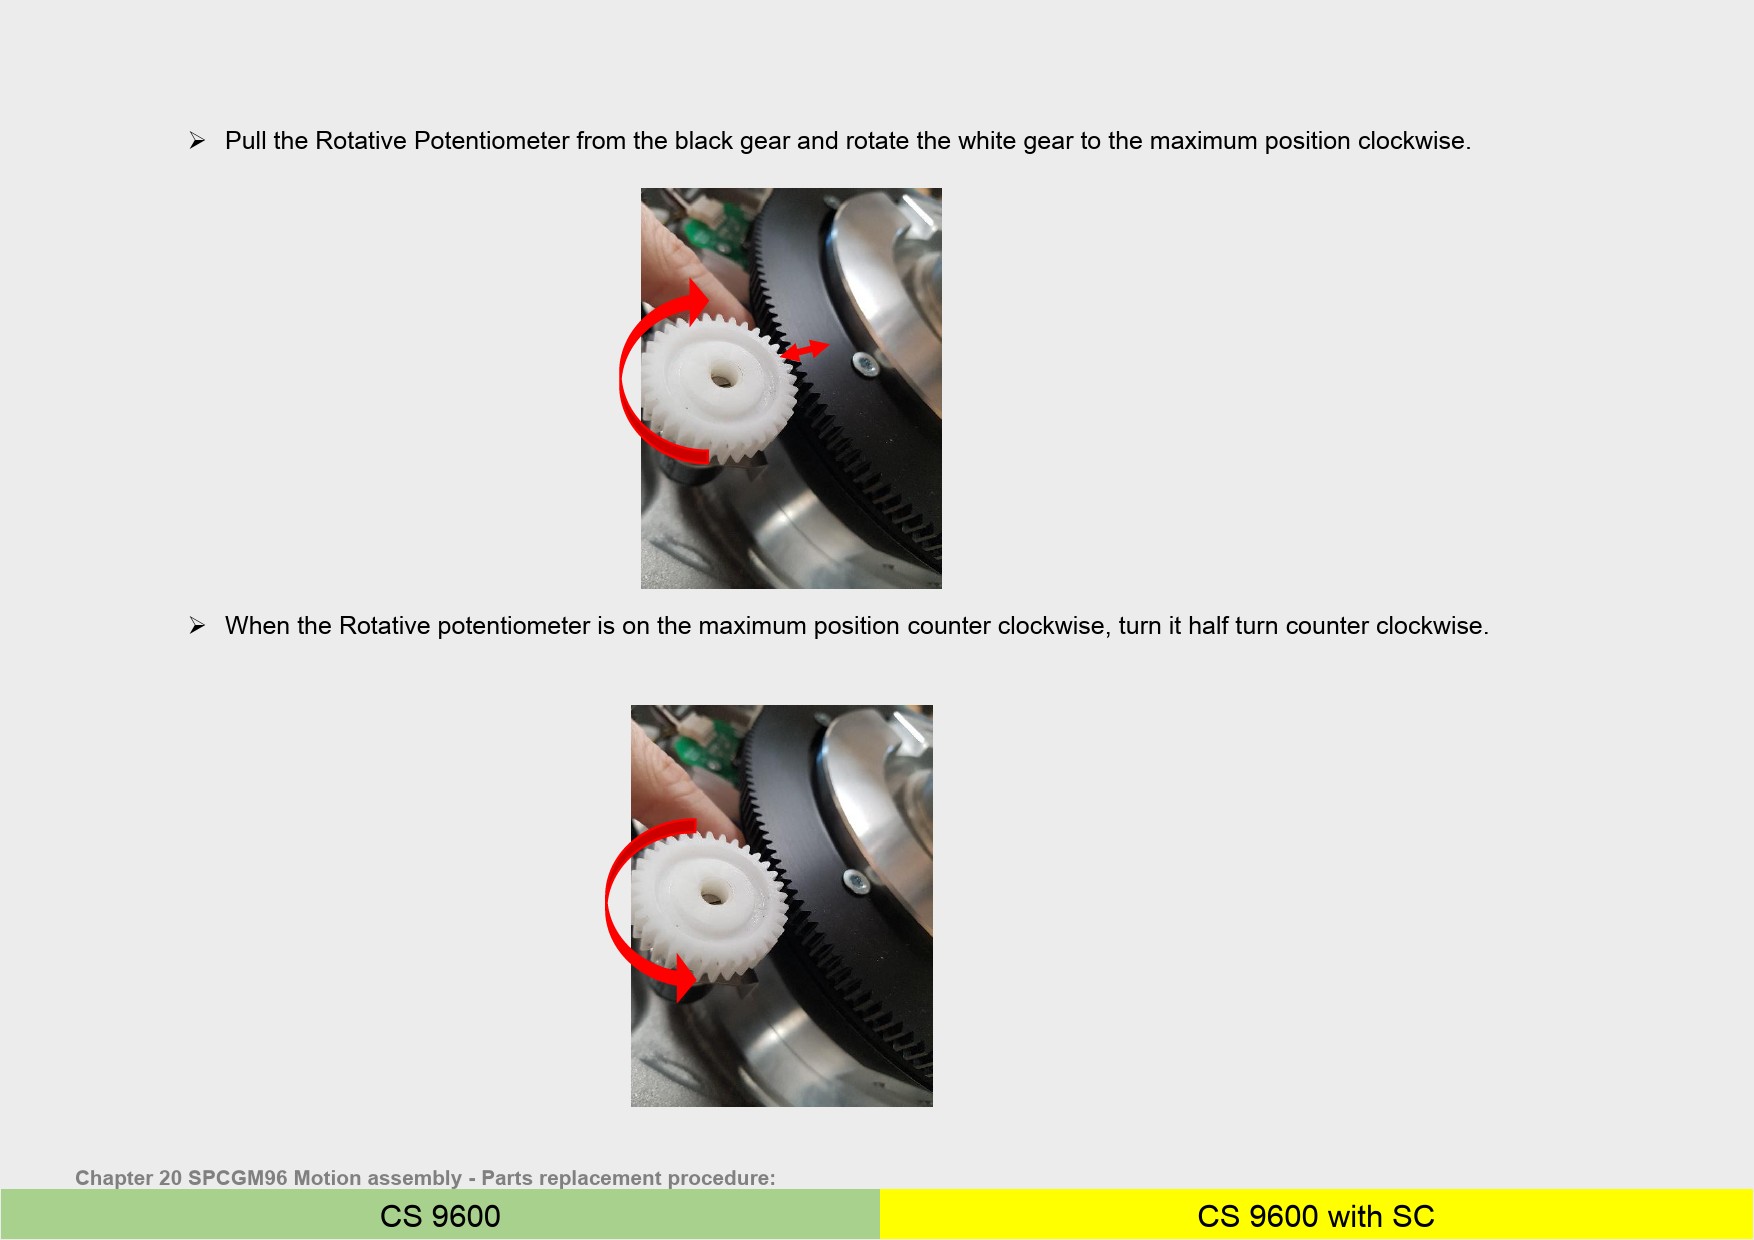 ➢ Pull the Rotative Potentiometer from the black gear and rotate the white gear to the maximum position clockwise.
➢ When the Rotative potentiometer is on the maximum position counter clockwise, turn it half turn counter clockwise.
Chapter 20 SPCGM96 Motion assembly - Parts replacement procedure:
CS 9600
CS 9600 with SC